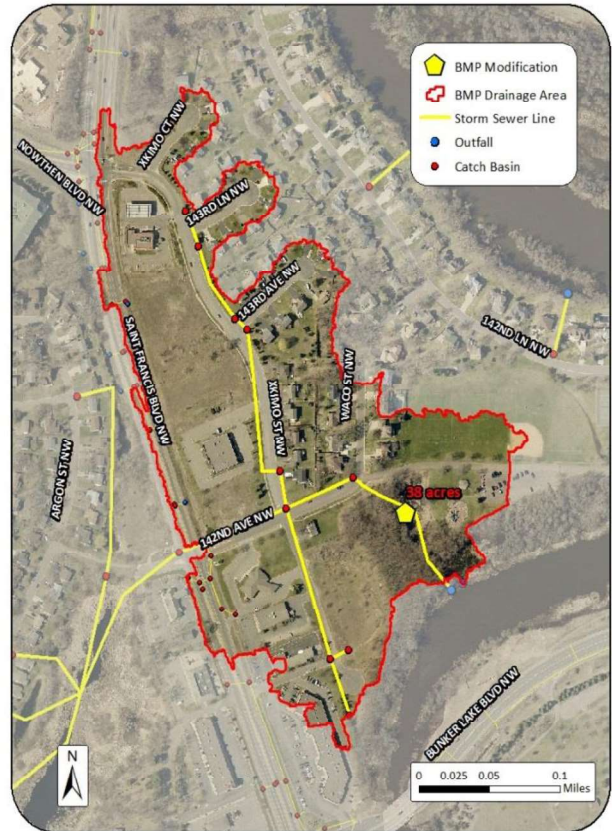 BMP Modification
BMP Drainage Area
Storm Sewer Line
Outfall
Catch Basin
XKIMO CT NW
NOWTHEN BLVD NW
143RD LN NW
143RD AVE NW
142ND LN NW
SAINT FRANCIS BLVD NW
XKIMO ST NW
WACO ST NW
ARGON ST NW
38 acres
142ND AVE NW
BUNKER LAKE BLVD NW
N
0 0.025 0.05 0.1
Miles